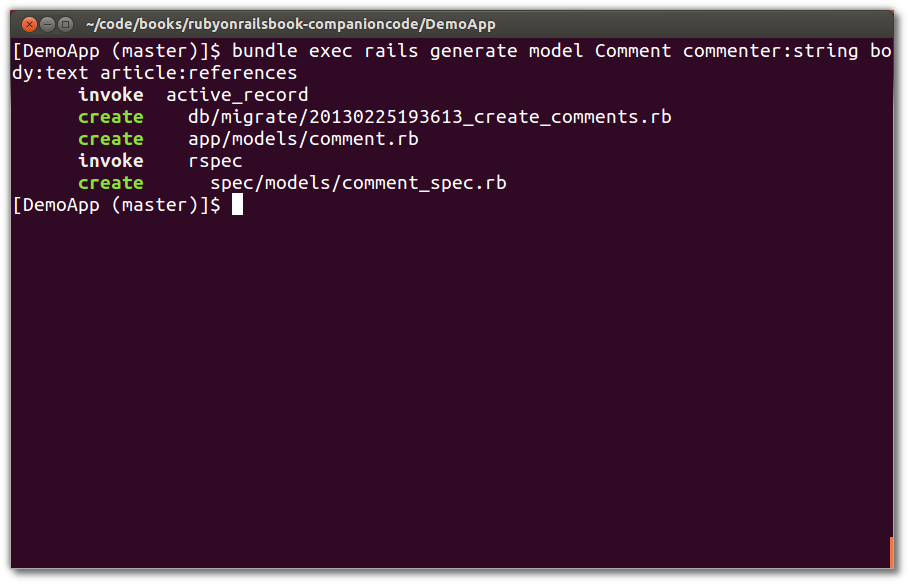 ~/code/books/rubyonrailsbook-companioncode/DemoApp
[DemoApp (master)]$ bundle exec rails generate model Comment commenter:string bo
dy:text article:references
      invoke  active_record
      create    db/migrate/20130225193613_create_comments.rb
      create    app/models/comment.rb
      invoke    rspec
      create      spec/models/comment_spec.rb
[DemoApp (master)]$